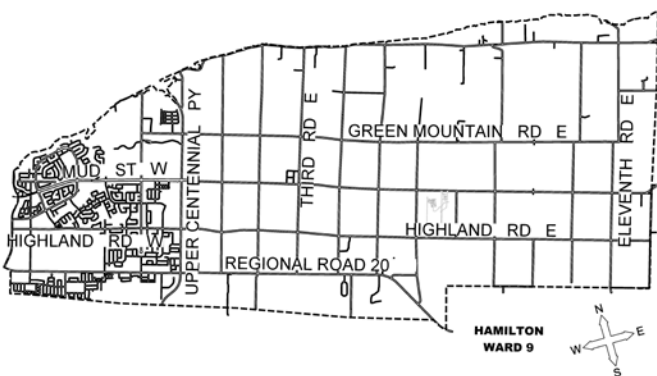 GREEN MOUNTAIN RD E
MUD ST W
UPPER CENTENNIAL PY
THIRD RD E
ELEVENTH RD E
HIGHLAND RD W
HIGHLAND RD E
REGIONAL ROAD 20
HAMILTON
WARD 9
N
E
W
S